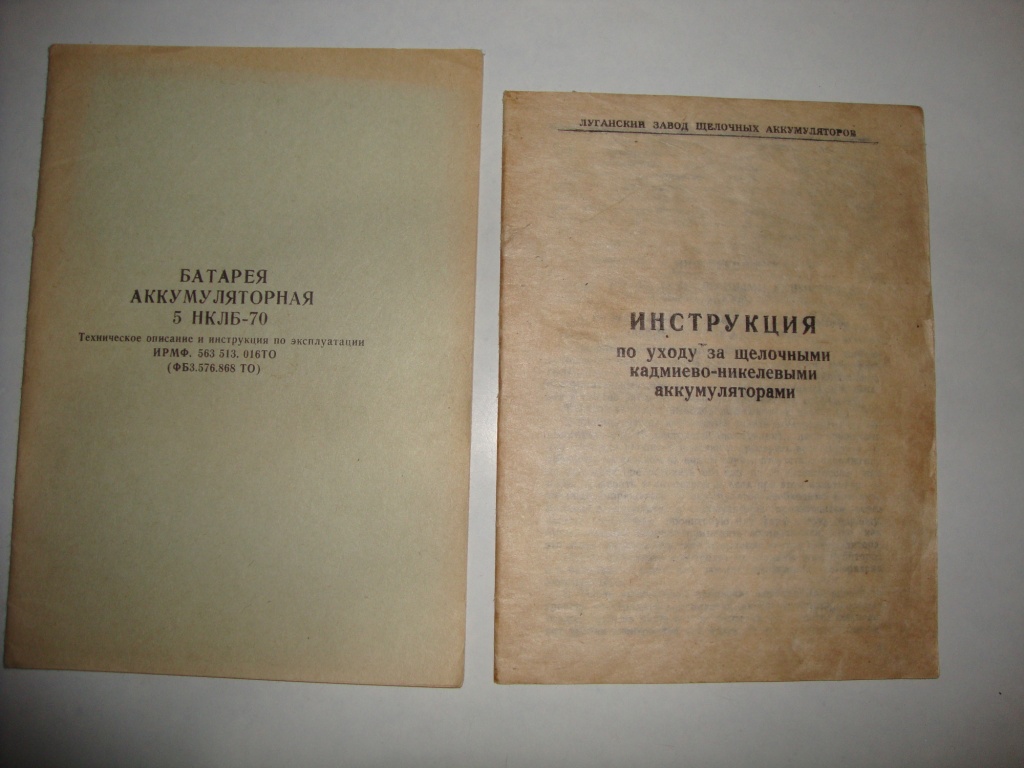 БАТАРЕЯ
АККУМУЛЯТОРНАЯ
5 НКЛБ-70
Техническое описание и инструкция по эксплуатации
ИРМФ. 563 513. 016ТО
(ФБ3.576.868 ТО)
ЛУГАНСКИЙ ЗАВОД ЩЕЛОЧНЫХ АККУМУЛЯТОРОВ
ИНСТРУКЦИЯ
по уходу за щелочными
кадмиево-никелевыми
аккумуляторами